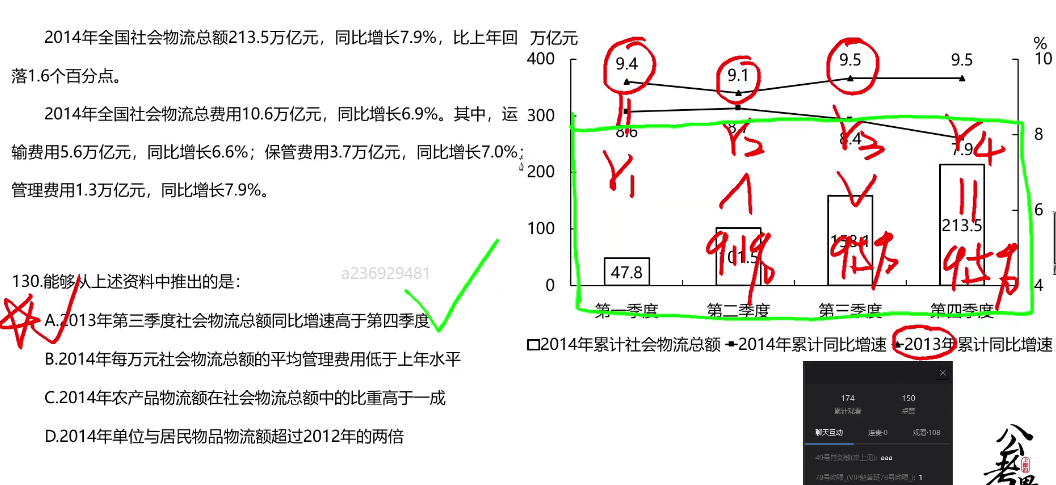 2014年全国社会物流总额213.5万亿元，同比增长7.9%，比上年回
落1.6个百分点。
2014年全国社会物流总费用10.6万亿元，同比增长6.9%。其中，运
输费用5.6万亿元，同比增长6.6%；保管费用3.7万亿元，同比增长7.0%；
管理费用1.3万亿元，同比增长7.9%。
a236929481
130.能够从上述资料中推出的是：
A.2013年第三季度社会物流总额同比增速高于第四季度
B.2014年每万元社会物流总额的平均管理费用低于上年水平
C.2014年农产品物流额在社会物流总额中的比重高于一成
D.2014年单位与居民物品物流额超过2012年的两倍
万亿元 %
400 9.4 9.1 9.5 9.5 10
300 8.6 8.7 8.4 7.9 8
r1 r2 r3 r4
200 6
100 47.8 101.5 158.1 213.5
9.1% 9.5% 9.5%
0 4
第一季度 第二季度 第三季度 第四季度
2014年累计社会物流总额 2014年累计同比增速 2013年累计同比增速
174 150
累计观看 点赞
聊天互动 连麦·0 观看·108
aaa
1
公考